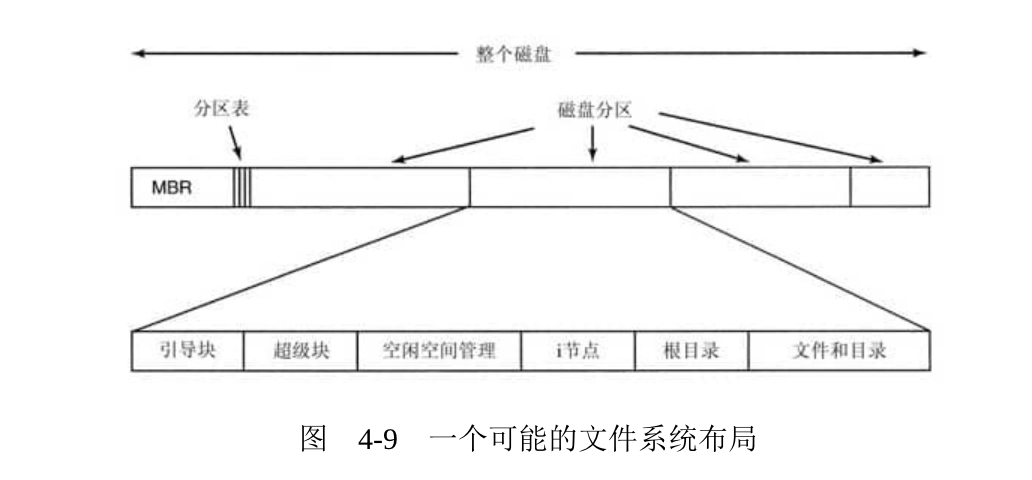 整个磁盘
分区表 磁盘分区
MBR
引导块 超级块 空闲空间管理 i节点 根目录 文件和目录
图 4-9 一个可能的文件系统布局